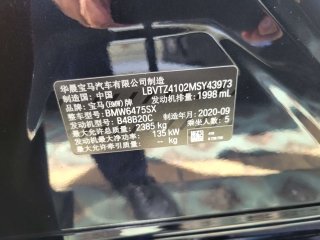 华晨宝马汽车有限公司制造
制造国: 中国 LBVTZ4102MSY43973
品牌: 宝马(BMW)牌 发动机排量: 1998 mL
整车型号: BMW6475SX
发动机型号: B48B20C 制造年月: 2020-09
最大允许总质量: 2385 kg 乘坐人数: 5
发动机最大净功率: 135 kW
最大允许牵引质量: -- kg